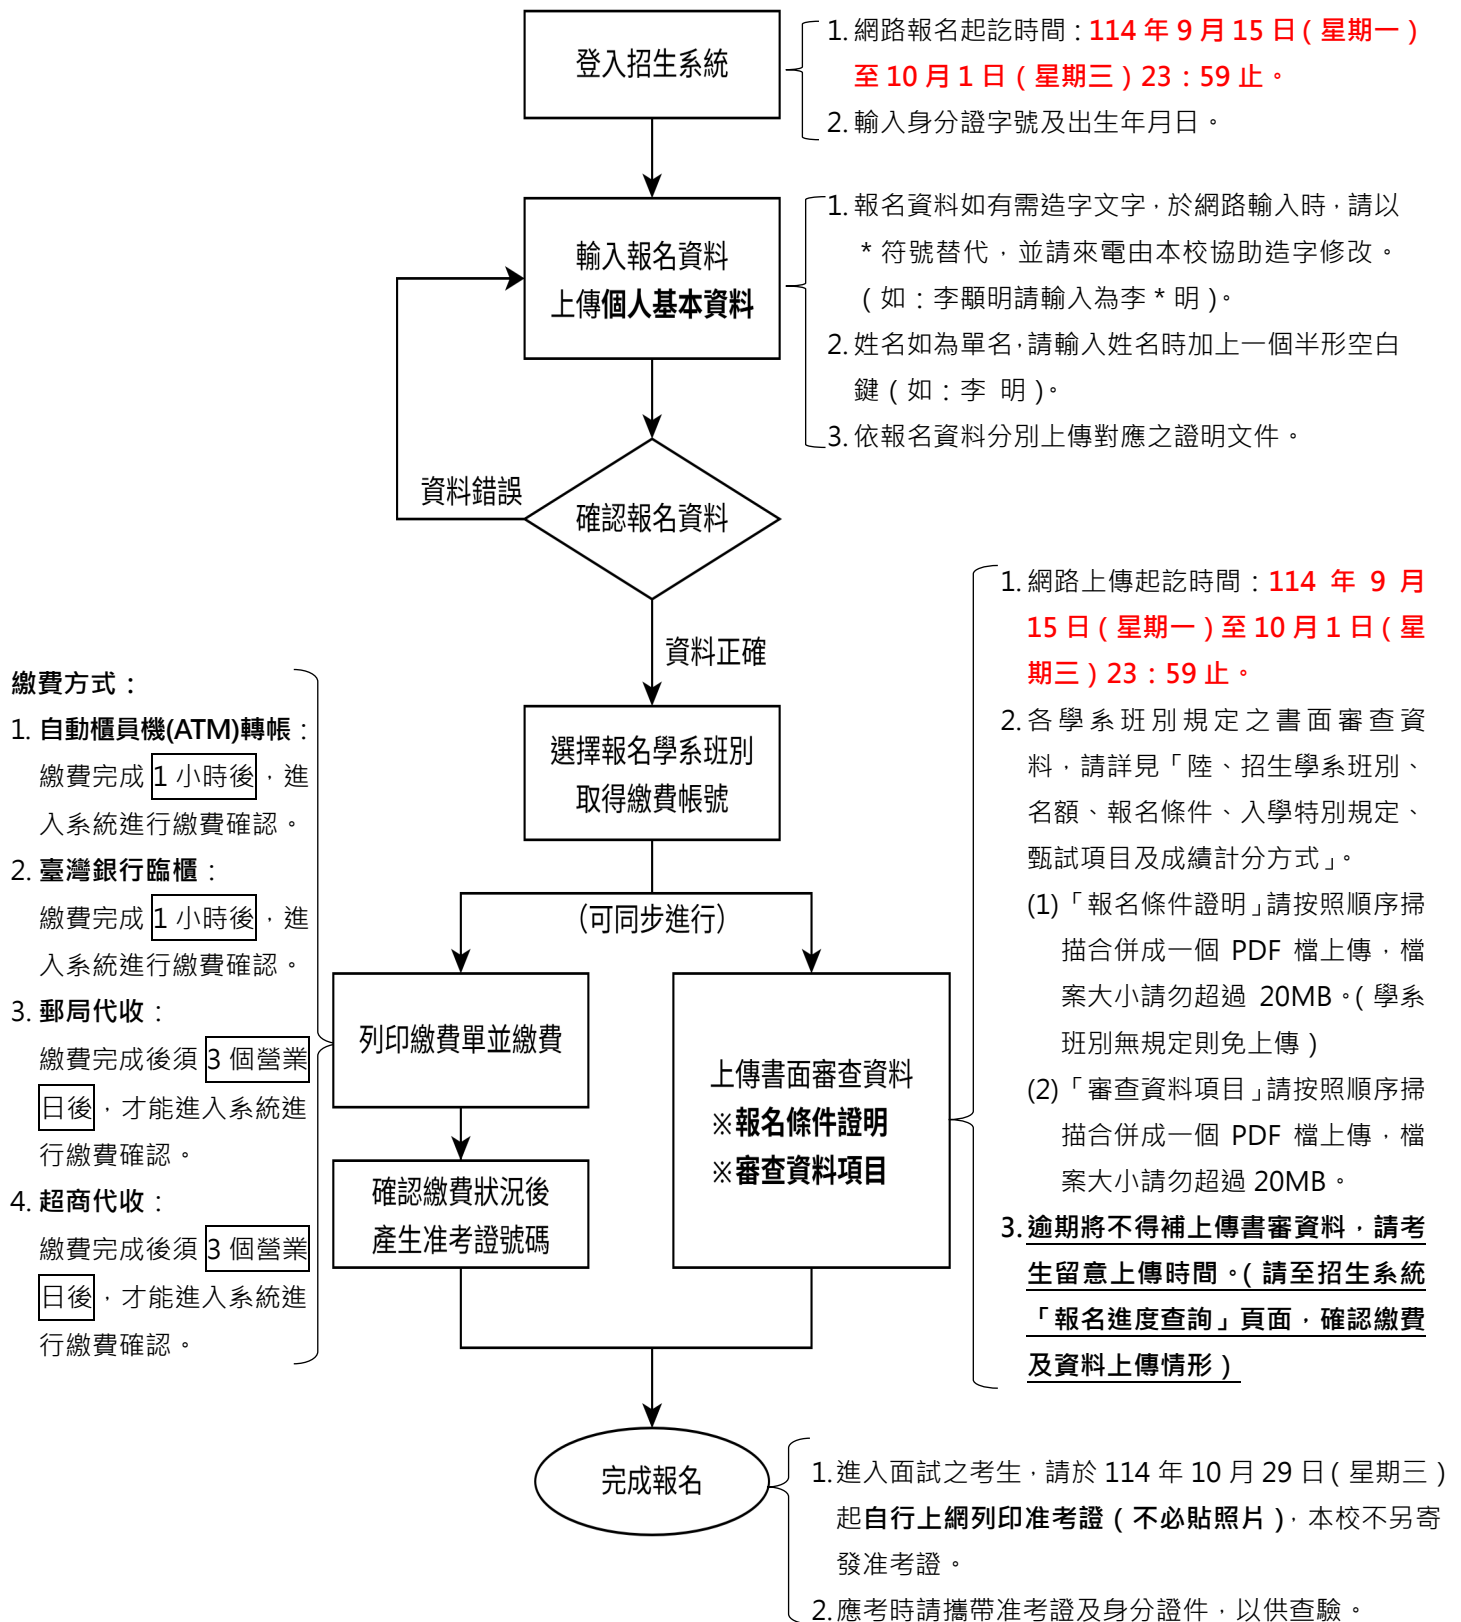 登入招生系統
1. 網路報名起訖時間：114 年 9 月 15 日（星期一）
至 10 月 1 日（星期三）23：59 止。
2. 輸入身分證字號及出生年月日。
輸入報名資料
上傳個人基本資料
1. 報名資料如有需造字文字，於網路輸入時，請以
* 符號替代，並請來電由本校協助造字修改。
（如：李顒明請輸入為李 * 明）。
2. 姓名如為單名，請輸入姓名時加上一個半形空白
鍵（如：李 明）。
3. 依報名資料分別上傳對應之證明文件。
資料錯誤
確認報名資料
資料正確
選擇報名學系班別
取得繳費帳號
（可同步進行）
繳費方式：
1. 自動櫃員機(ATM)轉帳：
繳費完成 1 小時後，進
入系統進行繳費確認。
2. 臺灣銀行臨櫃：
繳費完成 1 小時後，進
入系統進行繳費確認。
3. 郵局代收：
繳費完成後須 3 個營業
日後，才能進入系統進
行繳費確認。
4. 超商代收：
繳費完成後須 3 個營業
日後，才能進入系統進
行繳費確認。
列印繳費單並繳費
確認繳費狀況後
產生准考證號碼
上傳書面審查資料
※報名條件證明
※審查資料項目
1. 網路上傳起訖時間：114 年 9 月
15 日（星期一）至 10 月 1 日（星
期三）23：59 止。
2. 各學系班別規定之書面審查資
料，請詳見「陸、招生學系班別、
名額、報名條件、入學特別規定、
甄試項目及成績計分方式」。
(1)「報名條件證明」請按照順序掃
描合併成一個 PDF 檔上傳，檔
案大小請勿超過 20MB。（學系
班別無規定則免上傳）
(2)「審查資料項目」請按照順序掃
描合併成一個 PDF 檔上傳，檔
案大小請勿超過 20MB。
3. 逾期將不得補上傳書審資料，請考
生留意上傳時間。（請至招生系統
「報名進度查詢」頁面，確認繳費
及資料上傳情形）
完成報名
1. 進入面試之考生，請於 114 年 10 月 29 日（星期三）
起自行上網列印准考證（不必貼照片），本校不另寄
發准考證。
2. 應考時請攜帶准考證及身分證件，以供查驗。